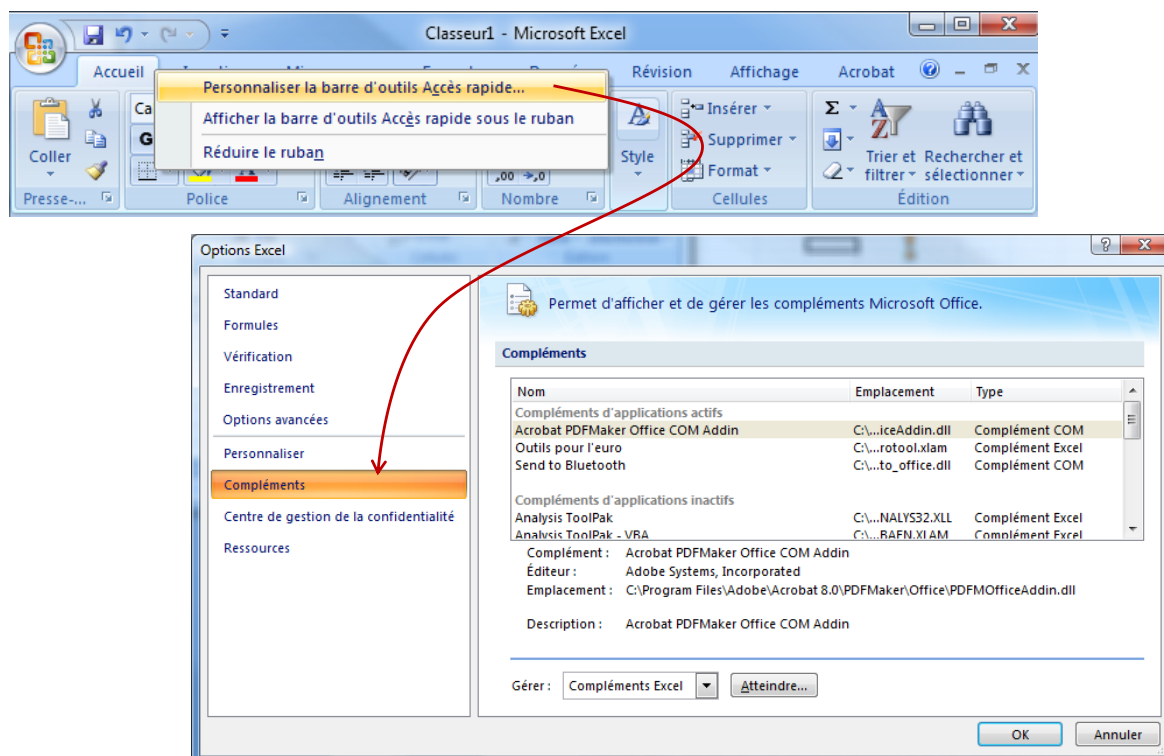 Classeur1 - Microsoft Excel
Accueil Révision Affichage Acrobat
Personnaliser la barre d'outils Accès rapide...
Afficher la barre d'outils Accès rapide sous le ruban
Réduire le ruban
Coller
Ca
G
A
,00 ,0
Style
Insérer
Supprimer
Format
Σ
Trier et filtrer
Rechercher et sélectionner
Presse-... Police Alignement Nombre Cellules Édition
Options Excel
Standard
Formules
Vérification
Enregistrement
Options avancées
Personnaliser
Compléments
Centre de gestion de la confidentialité
Ressources
Permet d'afficher et de gérer les compléments Microsoft Office.
Compléments
Nom Emplacement Type
Compléments d'applications actifs
Acrobat PDFMaker Office COM Addin C:\...iceAddin.dll Complément COM
Outils pour l'euro C:\...rotool.xlam Complément Excel
Send to Bluetooth C:\...to_office.dll Complément COM
Compléments d'applications inactifs
Analysis ToolPak C:\...NALYS32.XLL Complément Excel
Analysis ToolPak - VBA C:\...BAEN.XLAM Complément Excel
Complément : Acrobat PDFMaker Office COM Addin
Éditeur : Adobe Systems, Incorporated
Emplacement : C:\Program Files\Adobe\Acrobat 8.0\PDFMaker\Office\PDFMOfficeAddin.dll
Description : Acrobat PDFMaker Office COM Addin
Gérer : Compléments Excel Atteindre...
OK Annuler